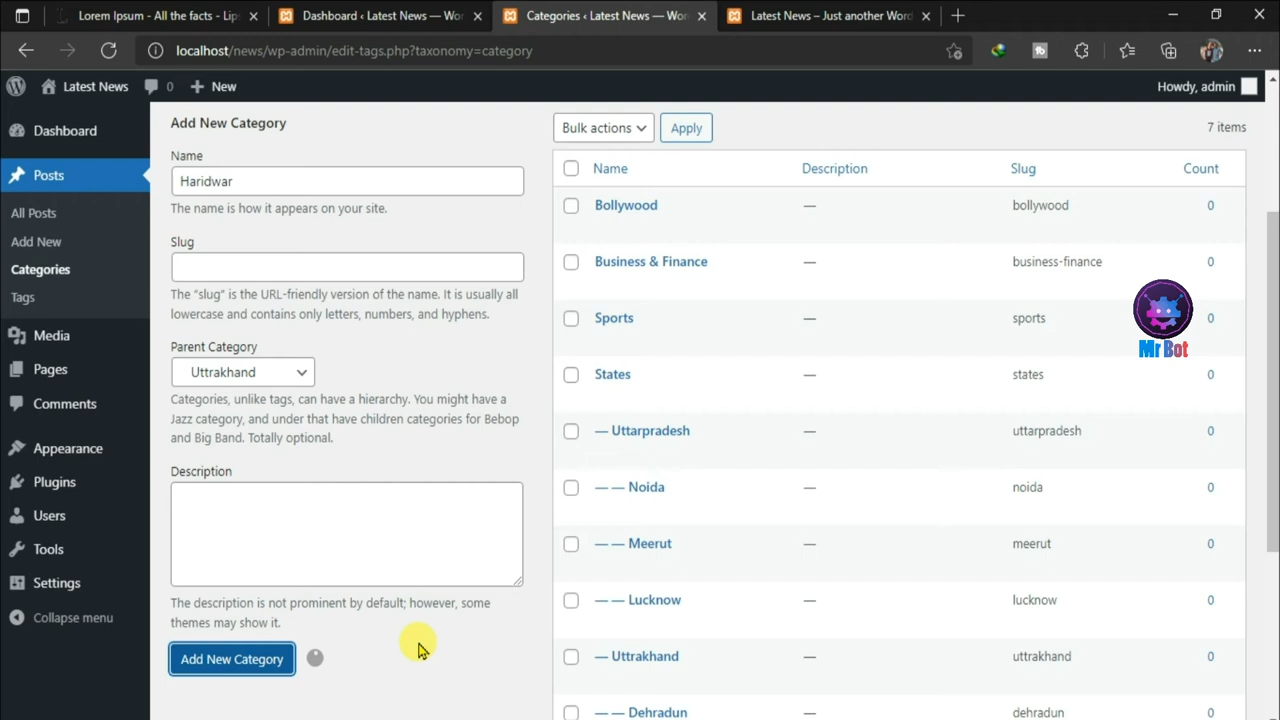 Lorem Ipsum - All the facts - Lips
Dashboard ‹ Latest News — Wor
Categories ‹ Latest News — Wor
Latest News – Just another Word
localhost/news/wp-admin/edit-tags.php?taxonomy=category
Latest News
0
New
Howdy, admin
Dashboard
Posts
All Posts
Add New
Categories
Tags
Media
Pages
Comments
Appearance
Plugins
Users
Tools
Settings
Collapse menu
Add New Category
Name
Haridwar
The name is how it appears on your site.
Slug
The “slug” is the URL-friendly version of the name. It is usually all
lowercase and contains only letters, numbers, and hyphens.
Parent Category
Uttrakhand
Categories, unlike tags, can have a hierarchy. You might have a
Jazz category, and under that have children categories for Bebop
and Big Band. Totally optional.
Description
The description is not prominent by default; however, some
themes may show it.
Add New Category
Bulk actions
Apply
7 items
Name Description Slug Count
Bollywood — bollywood 0
Business & Finance — business-finance 0
Sports — sports 0
States — states 0
— Uttarpradesh — uttarpradesh 0
— — Noida — noida 0
— — Meerut — meerut 0
— — Lucknow — lucknow 0
— Uttrakhand — uttrakhand 0
— — Dehradun — dehradun 0
Mr Bot